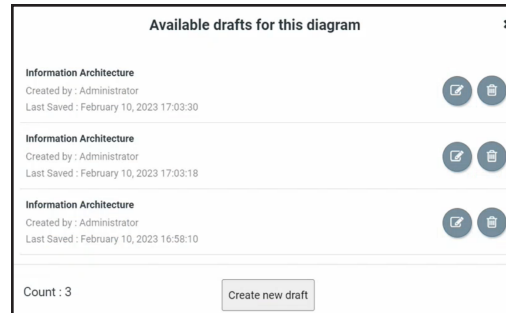 Available drafts for this diagram
Information Architecture
Created by : Administrator
Last Saved : February 10, 2023 17:03:30
Information Architecture
Created by : Administrator
Last Saved : February 10, 2023 17:03:18
Information Architecture
Created by : Administrator
Last Saved : February 10, 2023 16:58:10
Count : 3
Create new draft